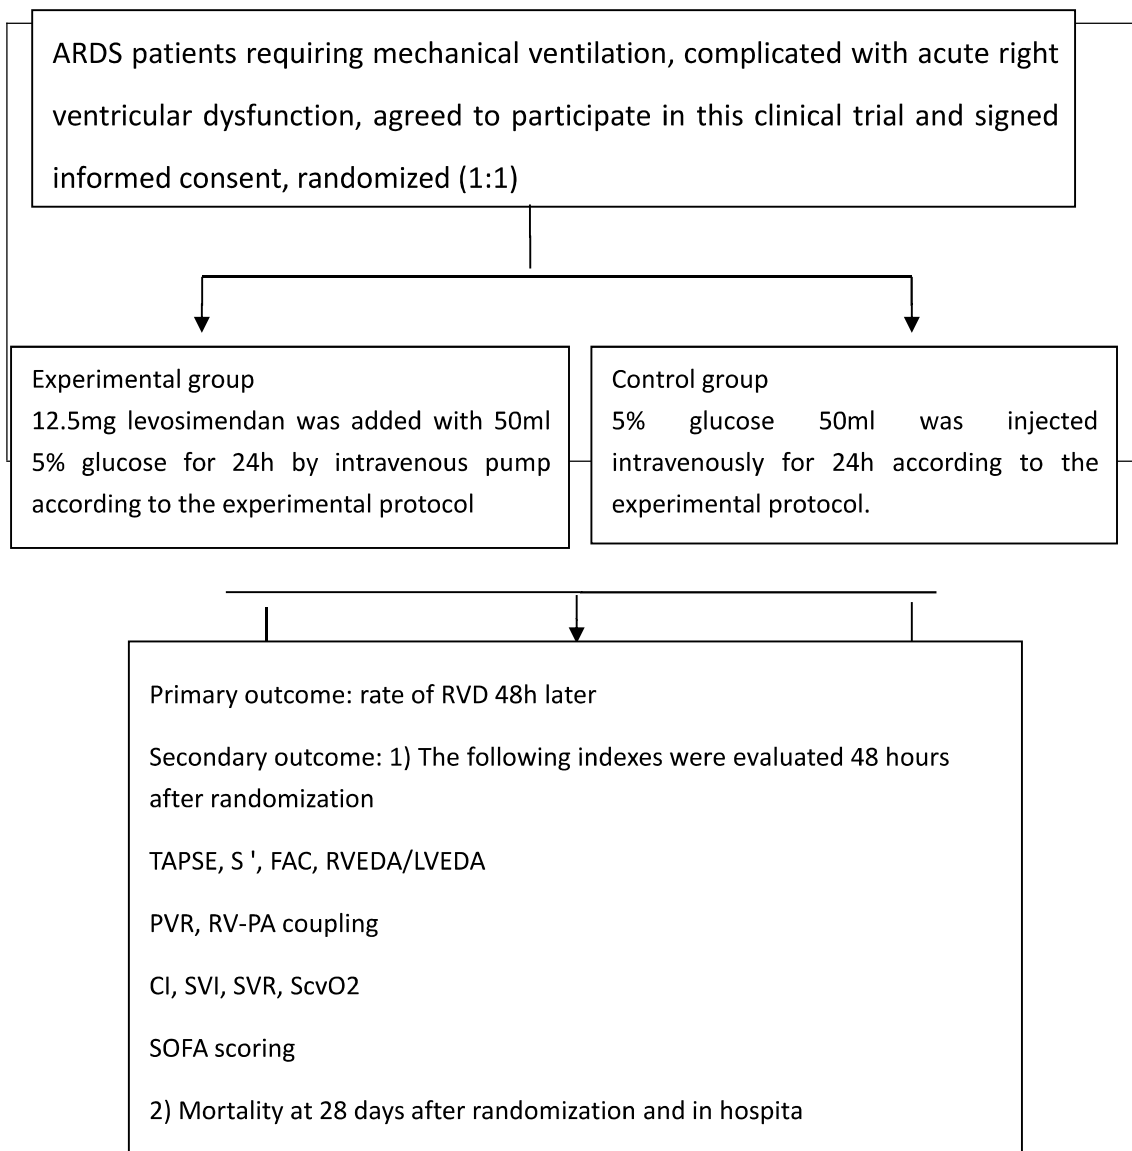 ARDS patients requiring mechanical ventilation, complicated with acute right
ventricular dysfunction, agreed to participate in this clinical trial and signed
informed consent, randomized (1:1)
Experimental group
12.5mg levosimendan was added with 50ml
5% glucose for 24h by intravenous pump
according to the experimental protocol
Control group
5% glucose 50ml was injected
intravenously for 24h according to the
experimental protocol.
Primary outcome: rate of RVD 48h later
Secondary outcome: 1) The following indexes were evaluated 48 hours
after randomization
TAPSE, S ', FAC, RVEDA/LVEDA
PVR, RV-PA coupling
CI, SVI, SVR, ScvO2
SOFA scoring
2) Mortality at 28 days after randomization and in hospita